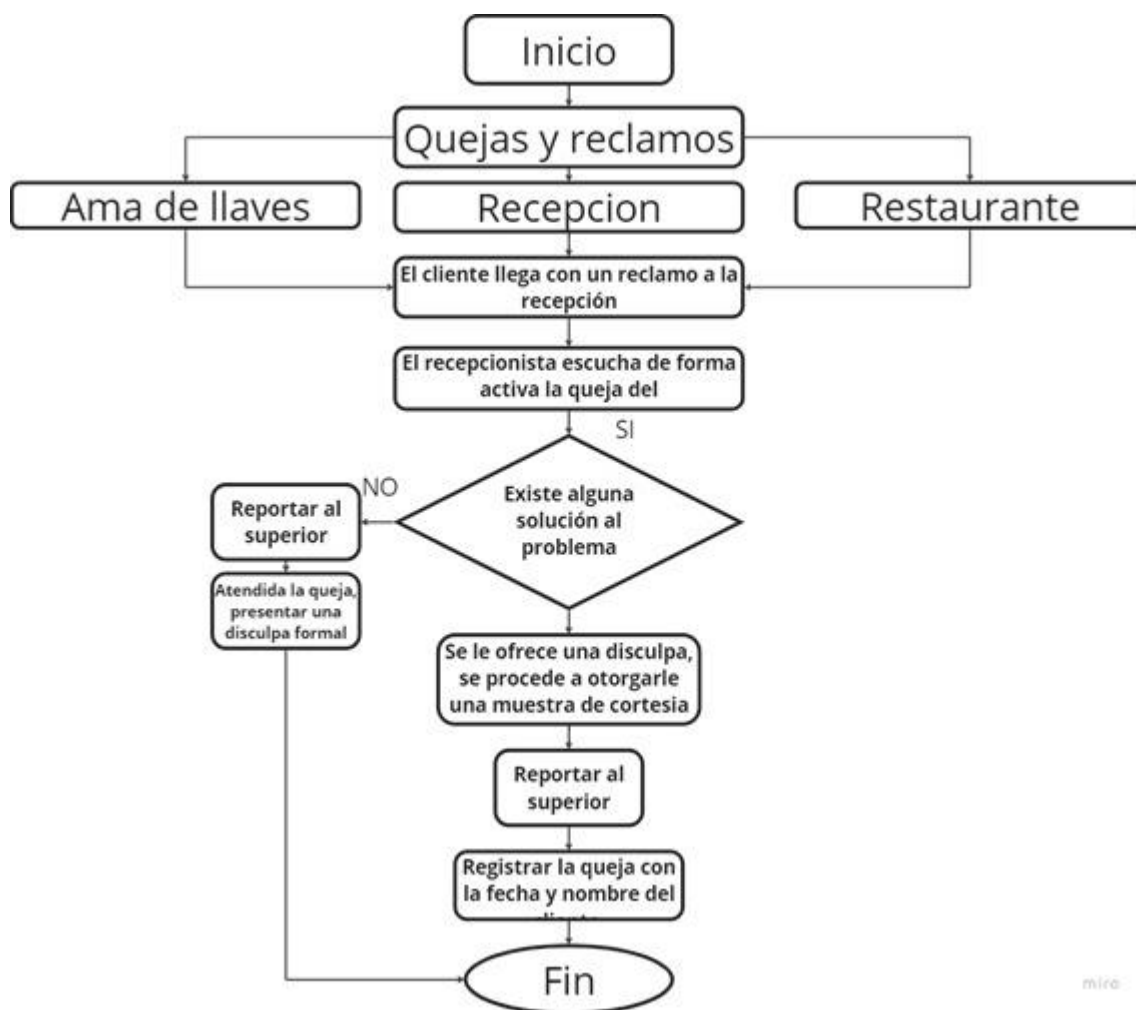 Inicio
Quejas y reclamos
Ama de llaves
Recepcion
Restaurante
El cliente llega con un reclamo a la
recepción
El recepcionista escucha de forma
activa la queja del
SI
Existe alguna
solución al
problema
NO
Reportar al
superior
Atendida la queja,
presentar una
disculpa formal
Se le ofrece una disculpa,
se procede a otorgarle
una muestra de cortesia
Reportar al
superior
Registrar la queja con
la fecha y nombre del
Fin
miro